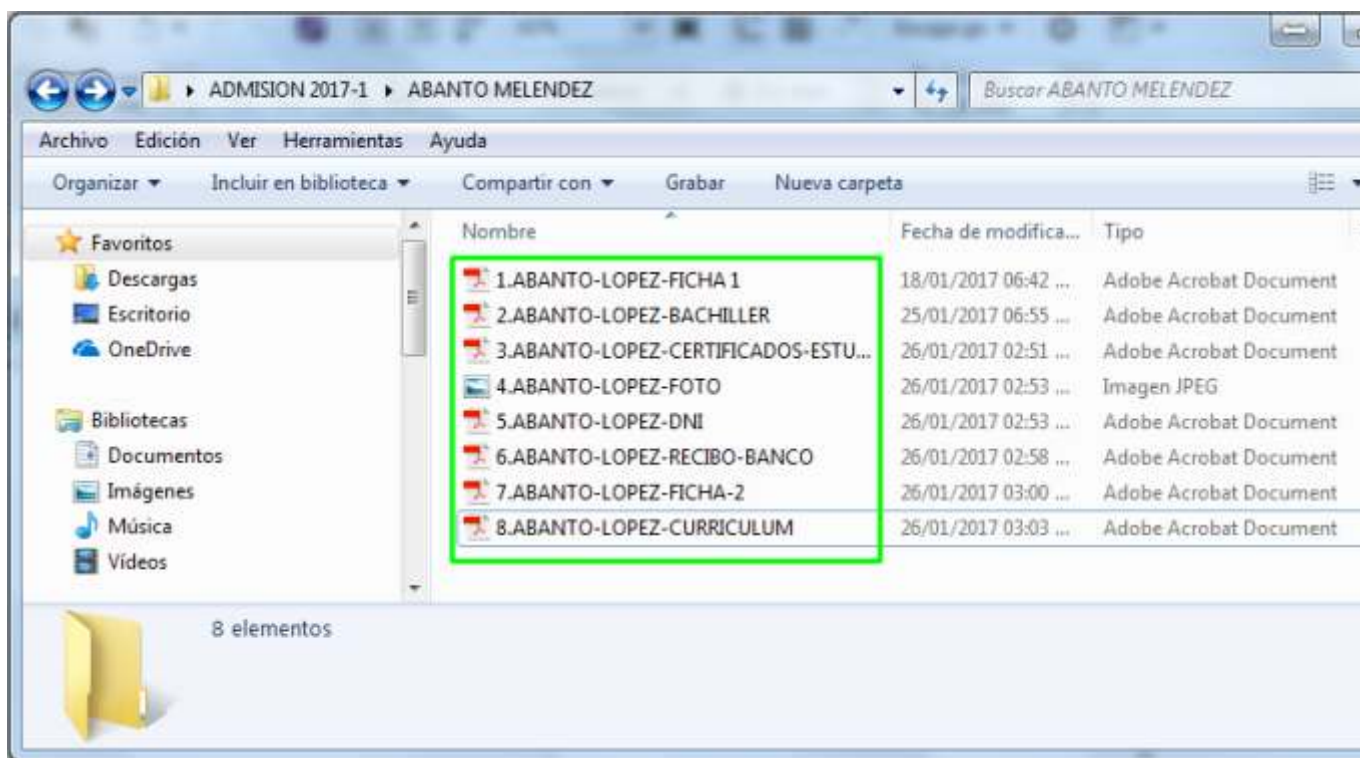 ADMISION 2017-1 ABANTO MELENDEZ Buscar ABANTO MELENDEZ
Archivo Edición Ver Herramientas Ayuda
Organizar Incluir en biblioteca Compartir con Grabar Nueva carpeta
Nombre Fecha de modifica... Tipo
Favoritos
Descargas
Escritorio
OneDrive
Bibliotecas
Documentos
Imágenes
Música
Vídeos
1.ABANTO-LOPEZ-FICHA 1 18/01/2017 06:42 ... Adobe Acrobat Document
2.ABANTO-LOPEZ-BACHILLER 25/01/2017 06:55 ... Adobe Acrobat Document
3.ABANTO-LOPEZ-CERTIFICADOS-ESTU... 26/01/2017 02:51 ... Adobe Acrobat Document
4.ABANTO-LOPEZ-FOTO 26/01/2017 02:53 ... Imagen JPEG
5.ABANTO-LOPEZ-DNI 26/01/2017 02:53 ... Adobe Acrobat Document
6.ABANTO-LOPEZ-RECIBO-BANCO 26/01/2017 02:58 ... Adobe Acrobat Document
7.ABANTO-LOPEZ-FICHA-2 26/01/2017 03:00 ... Adobe Acrobat Document
8.ABANTO-LOPEZ-CURRICULUM 26/01/2017 03:03 ... Adobe Acrobat Document
8 elementos